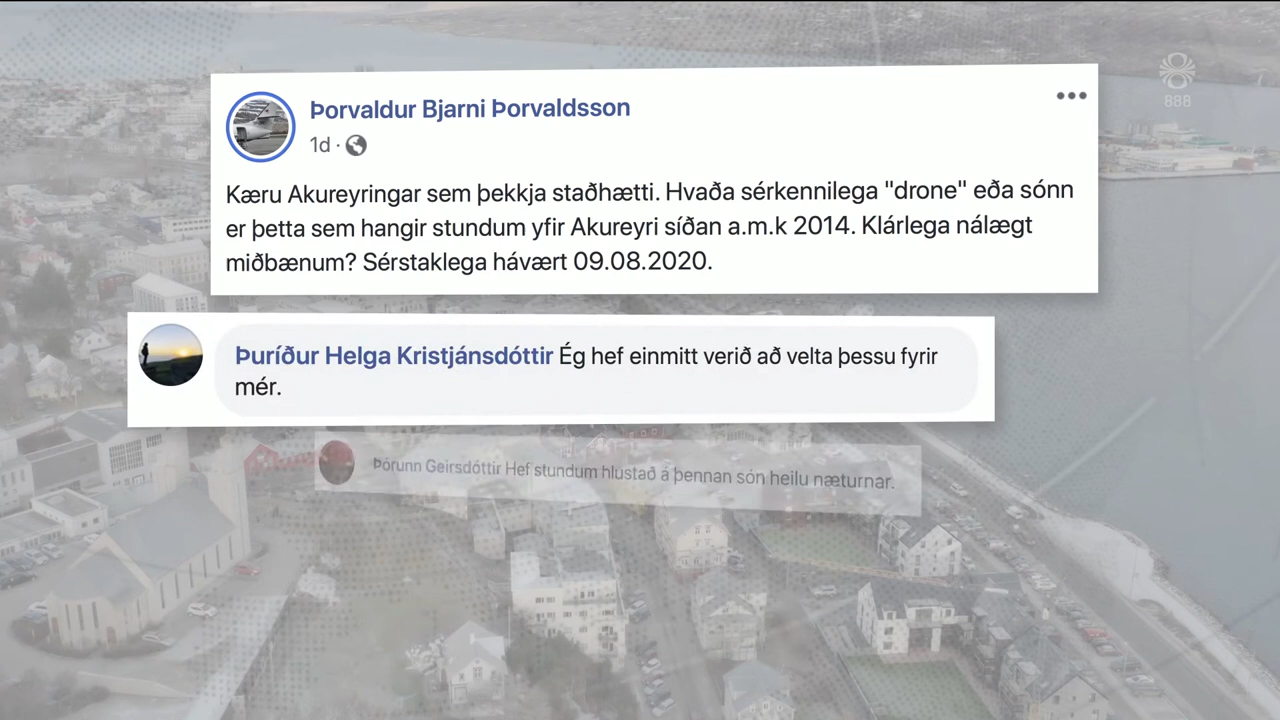 888
Þorvaldur Bjarni Þorvaldsson
1d ·
Kæru Akureyringar sem þekkja staðhætti. Hvaða sérkennilega "drone" eða sónn
er þetta sem hangir stundum yfir Akureyri síðan a.m.k 2014. Klárlega nálægt
miðbænum? Sérstaklega hávært 09.08.2020.
Þuríður Helga Kristjánsdóttir Ég hef einmitt verið að velta þessu fyrir
mér.
Þórunn Geirsdóttir Hef stundum hlustað á þennan són heilu næturnar.